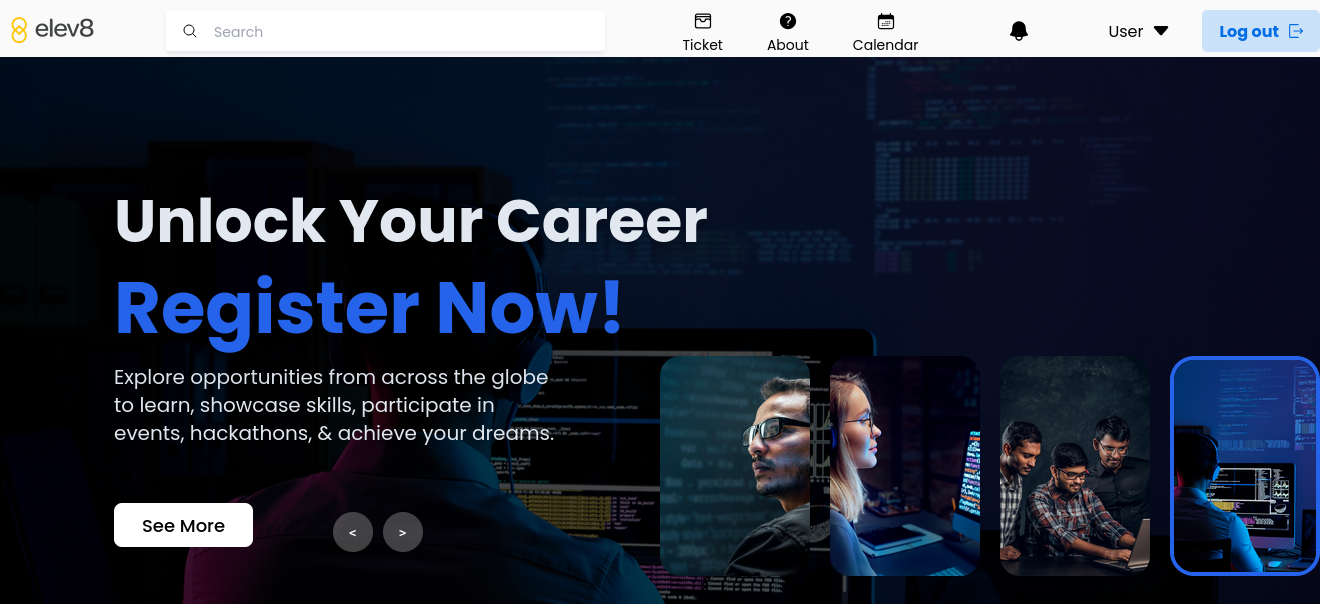 elev8
Search
Ticket
About
Calendar
User
Log out
Unlock Your Career
Register Now!
Explore opportunities from across the globe
to learn, showcase skills, participate in
events, hackathons, & achieve your dreams.
See More
<
>